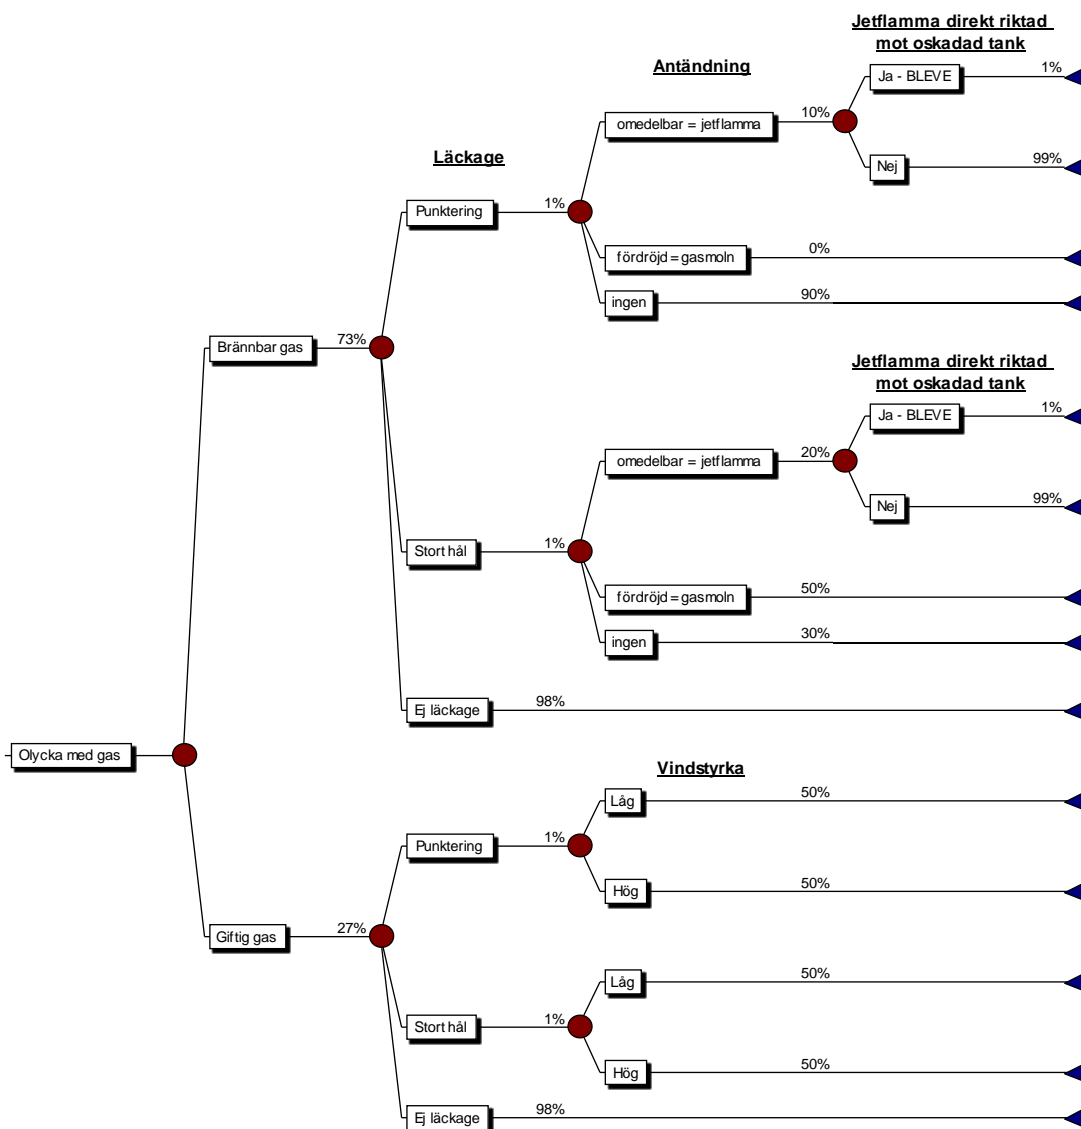 Jetflamma direkt riktad
mot oskadad tank
Antändning
Ja - BLEVE
1%
omedelbar = jetflamma
10%
Läckage
Nej
99%
Punktering
1%
fördröjd = gasmoln
0%
ingen
90%
Brännbar gas
73%
Jetflamma direkt riktad
mot oskadad tank
Ja - BLEVE
1%
omedelbar = jetflamma
20%
Nej
99%
Stort hål
1%
fördröjd = gasmoln
50%
ingen
30%
Ej läckage
98%
Olycka med gas
Vindstyrka
Låg
50%
Punktering
1%
Hög
50%
Giftig gas
27%
Låg
50%
Stort hål
1%
Hög
50%
Ej läckage
98%